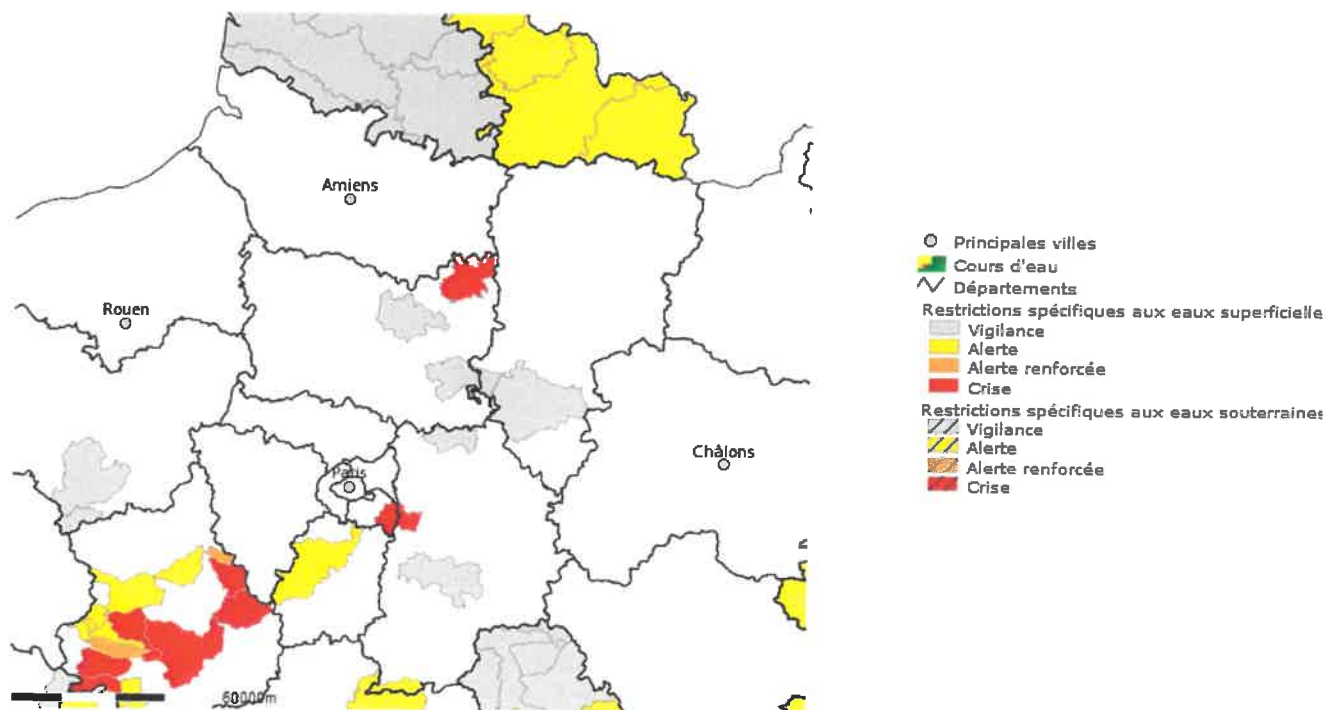 Amiens
Rouen
Paris
Châlons
60000m
Principales villes
Cours d'eau
Départements
Restrictions spécifiques aux eaux superficielle
Vigilance
Alerte
Alerte renforcée
Crise
Restrictions spécifiques aux eaux souterraines
Vigilance
Alerte
Alerte renforcée
Crise